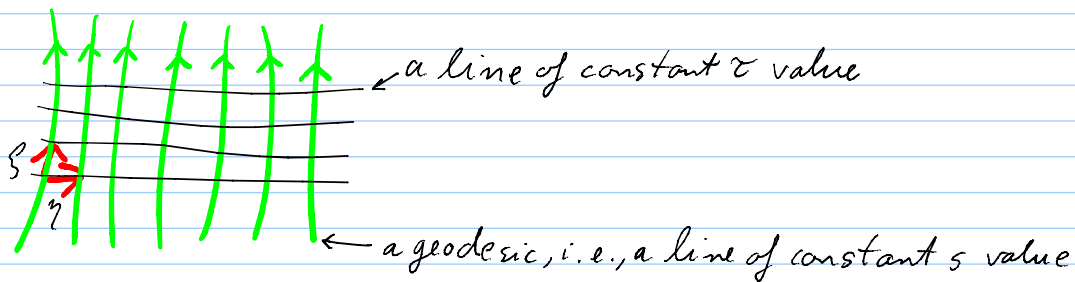 a line of constant τ value
ξ
η
a geodesic, i.e., a line of constant s value